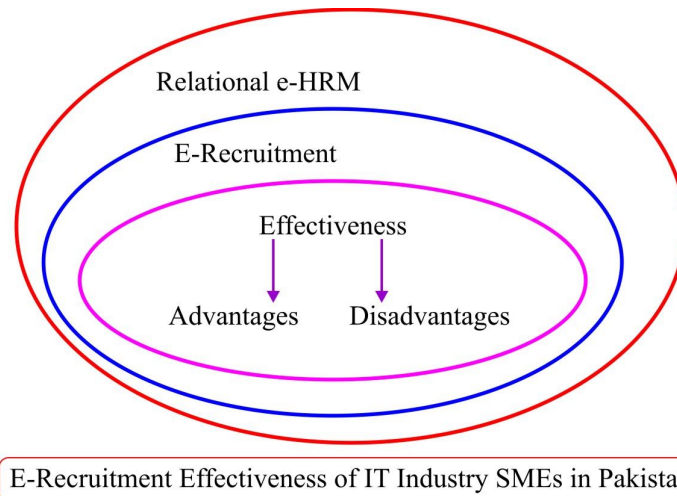 Relational e-HRM
E-Recruitment
Effectiveness
Advantages Disadvantages
E-Recruitment Effectiveness of IT Industry SMEs in Pakista